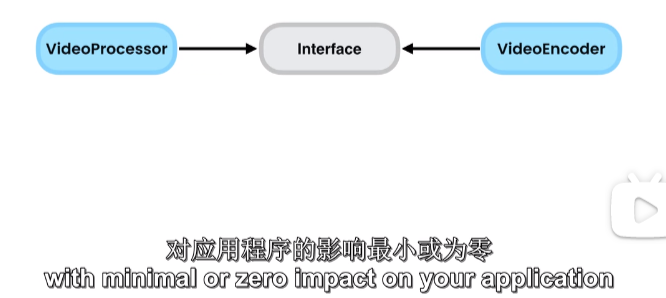 VideoProcessor Interface VideoEncoder
对应用程序的影响最小或为零
with minimal or zero impact on your application